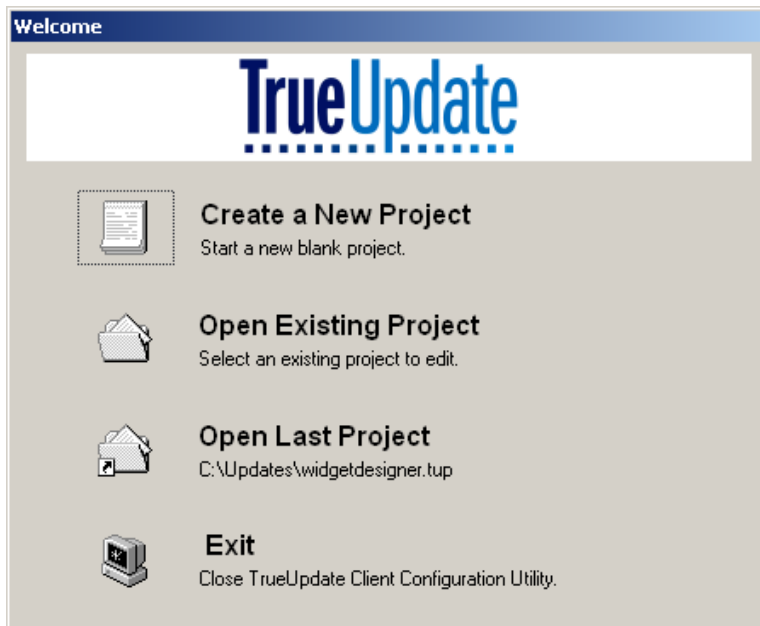 Welcome
TrueUpdate
Create a New Project
Start a new blank project.
Open Existing Project
Select an existing project to edit.
Open Last Project
C:\Updates\widgetdesigner.tup
Exit
Close TrueUpdate Client Configuration Utility.